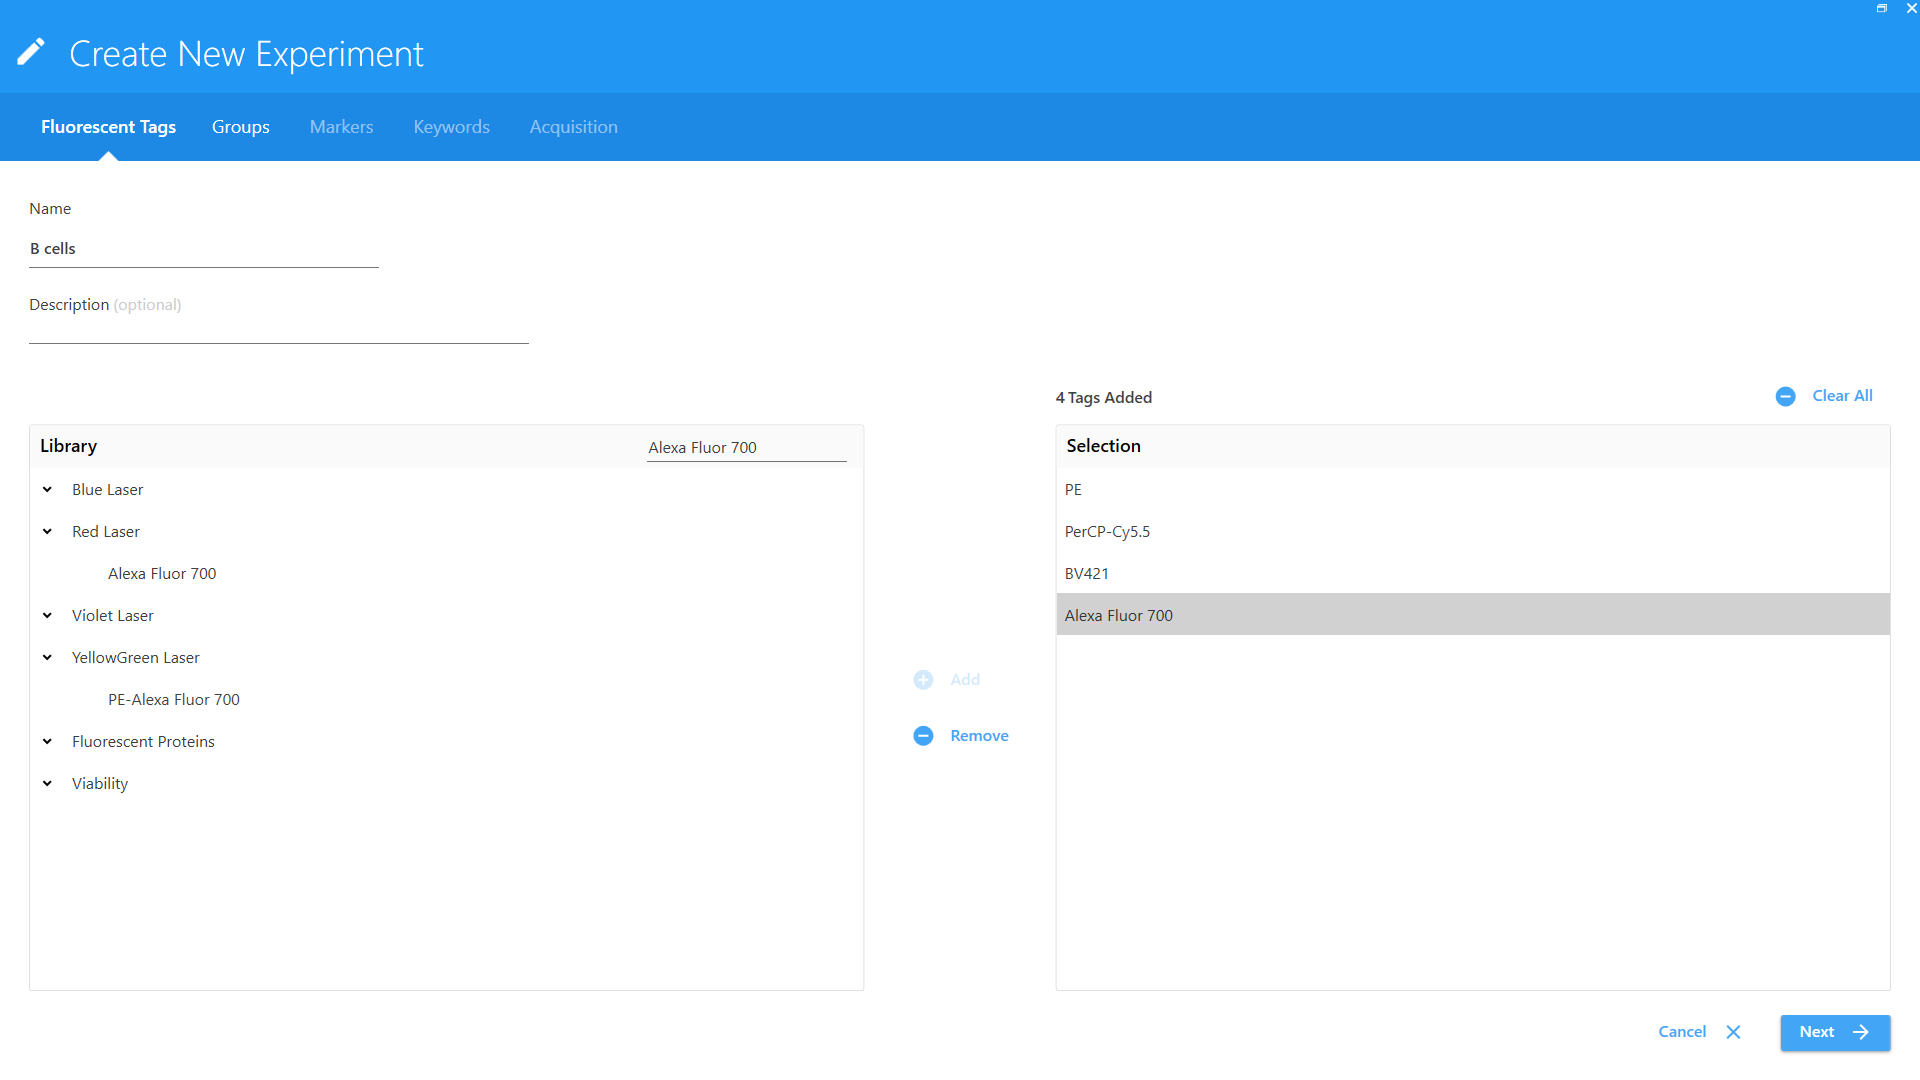 Create New Experiment
Fluorescent Tags Groups Markers Keywords Acquisition
Name
B cells
Description (optional)
4 Tags Added
Clear All
Library
Alexa Fluor 700
Blue Laser
Red Laser
Alexa Fluor 700
Violet Laser
YellowGreen Laser
PE-Alexa Fluor 700
Fluorescent Proteins
Viability
Add
Remove
Selection
PE
PerCP-Cy5.5
BV421
Alexa Fluor 700
Cancel
Next